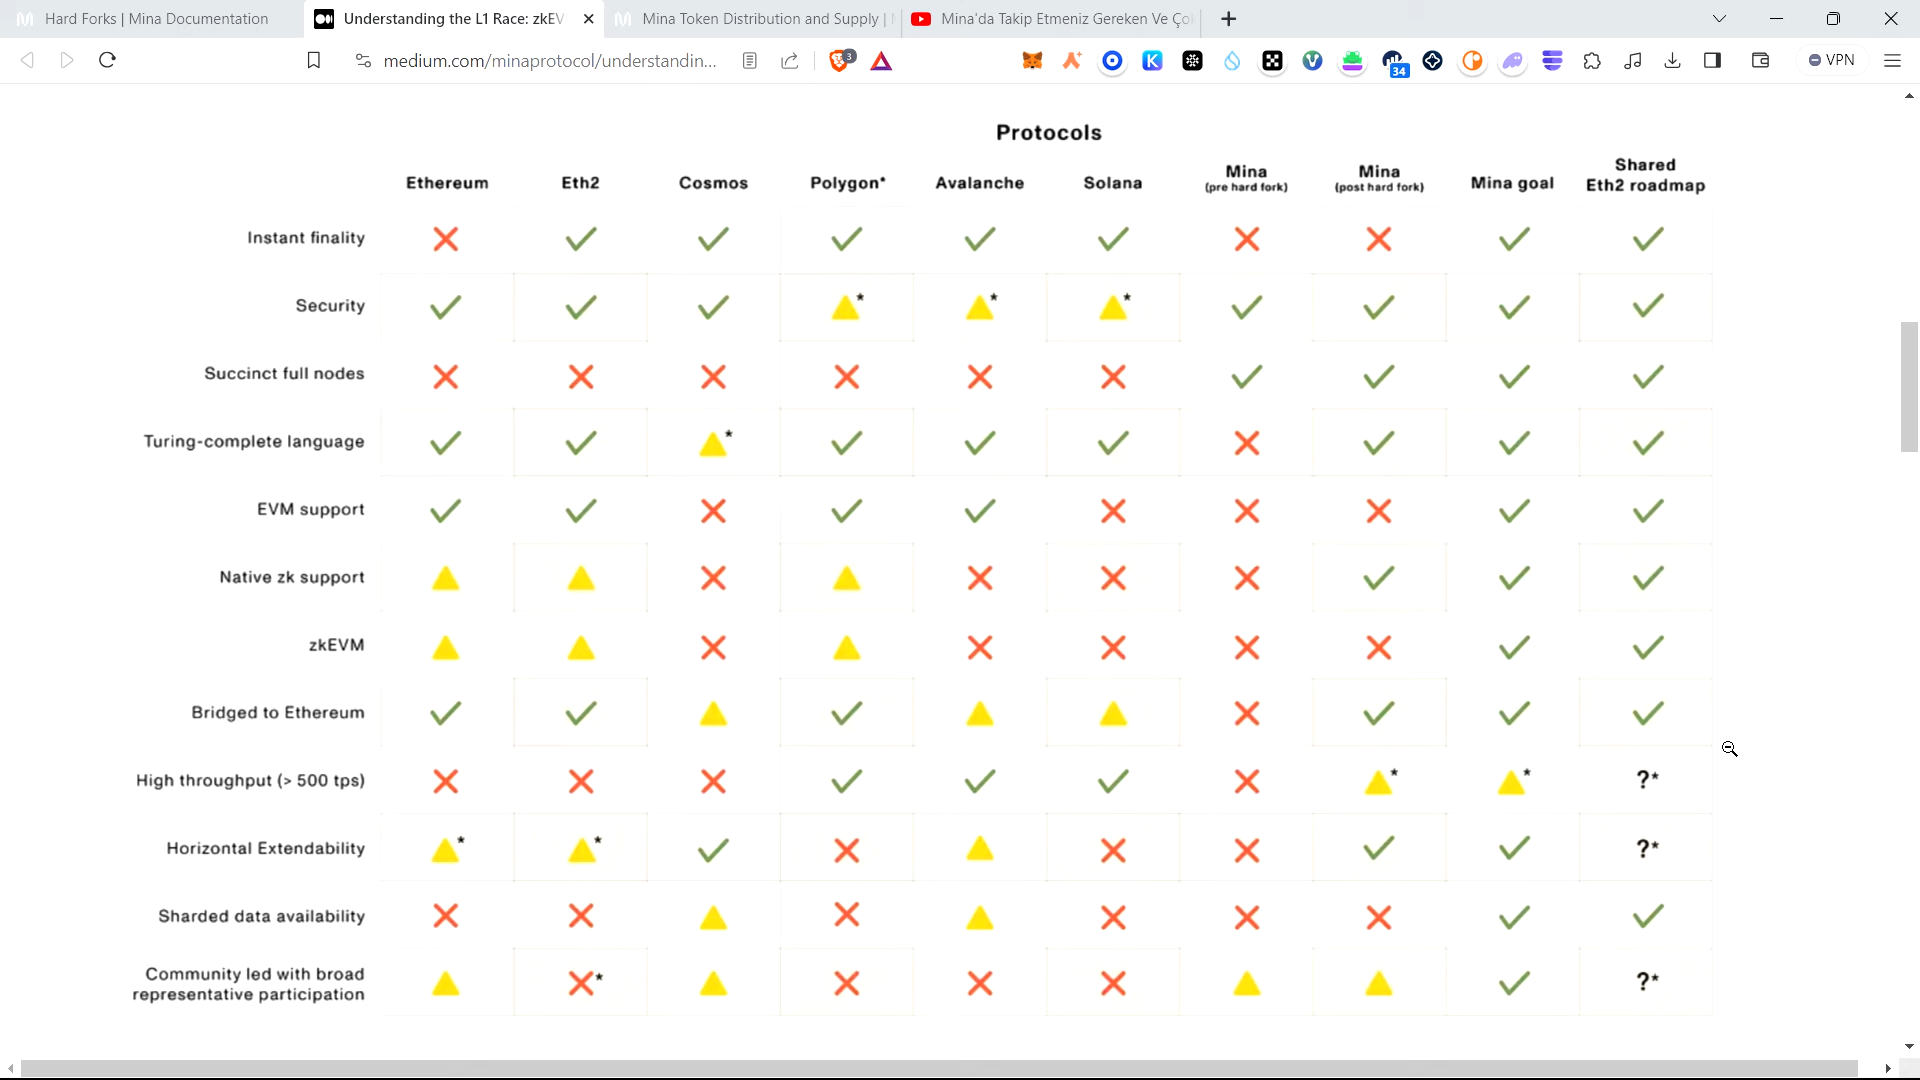 Hard Forks | Mina Documentation
Understanding the L1 Race: zkEV
Mina Token Distribution and Supply |
Mina'da Takip Etmeniz Gereken Ve Ço
medium.com/minaprotocol/understandin...
3
34
VPN
Protocols
Ethereum Eth2 Cosmos Polygon* Avalanche Solana Mina (pre hard fork) Mina (post hard fork) Mina goal Shared Eth2 roadmap
Instant finality
Security * * *
Succinct full nodes
Turing-complete language *
EVM support
Native zk support
zkEVM
Bridged to Ethereum
High throughput (> 500 tps) * * ?*
Horizontal Extendability * * ?*
Sharded data availability
Community led with broad
representative participation * ?*